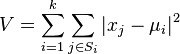 V = \sum_{i=1}^{k} \sum_{j \in S_i} |x_j - \mu_i|^2